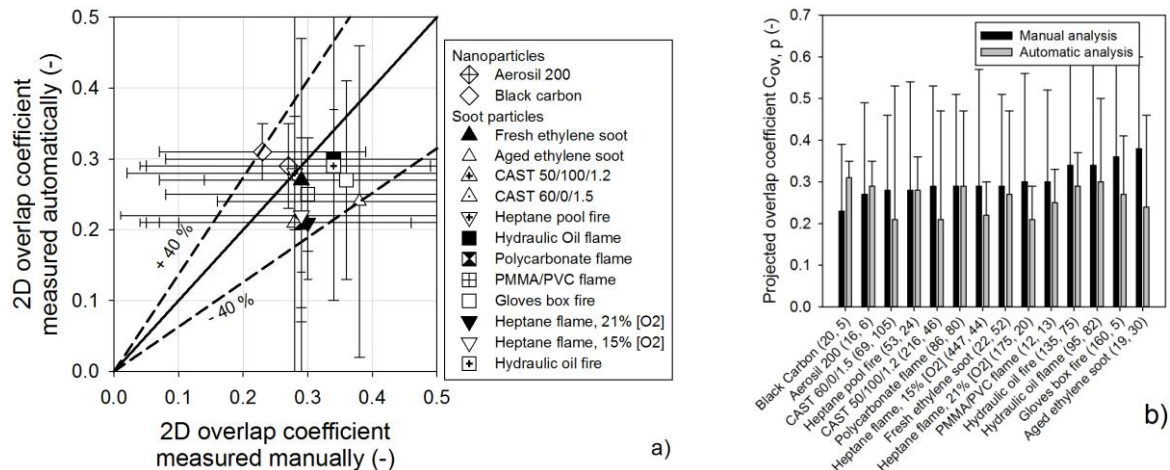 2D overlap coefficient
measured automatically (-)
0.5
0.4
0.3
0.2
0.1
0.0
+ 40 %
- 40 %
0.0
0.1
0.2
0.3
0.4
0.5
2D overlap coefficient
measured manually (-)
a)
Nanoparticles
Aerosil 200
Black carbon
Soot particles
Fresh ethylene soot
Aged ethylene soot
CAST 50/100/1.2
CAST 60/0/1.5
Heptane pool fire
Hydraulic Oil flame
Polycarbonate flame
PMMA/PVC flame
Gloves box fire
Heptane flame, 21% [O2]
Heptane flame, 15% [O2]
Hydraulic oil fire
Projected overlap coefficient Cov, p (-)
0.7
0.6
0.5
0.4
0.3
0.2
0.1
0.0
Manual analysis
Automatic analysis
Black Carbon (20, 5)
Aerosil 200 (16, 6)
CAST 60/0/1.5 (69, 105)
Heptane pool fire (53, 24)
CAST 50/100/1.2 (216, 46)
Polycarbonate flame (86, 80)
Heptane flame, 15% [O2] (447, 44)
Fresh ethylene soot (22, 52)
Heptane flame, 21% [O2] (175, 20)
PMMA/PVC flame (12, 13)
Hydraulic oil fire (135, 75)
Hydraulic oil flame (95, 82)
Gloves box fire (160, 5)
Aged ethylene soot (19, 30)
b)